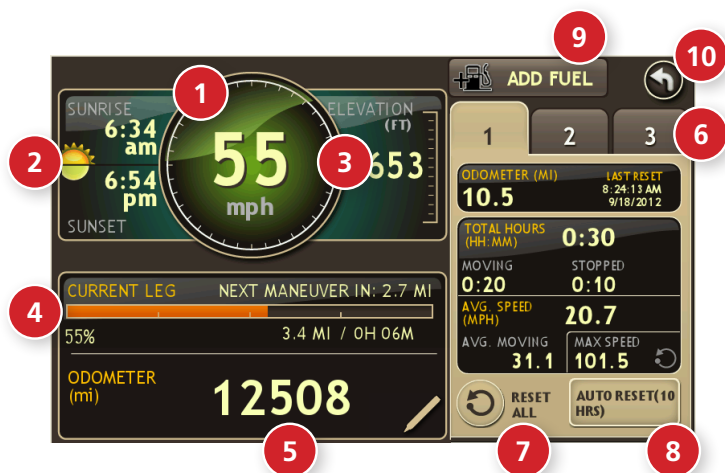 9
10
ADD FUEL
1
SUNRISE
6:34
am
ELEVATION
(FT)
55
mph
2
3
653
6:54
pm
SUNSET
1
2
3
6
ODOMETER (MI)
LAST RESET
10.5
8:24:13 AM
9/18/2012
TOTAL HOURS
(HH:MM)
0:30
MOVING
STOPPED
0:20
0:10
AVG. SPEED
(MPH)
20.7
AVG. MOVING
MAX SPEED
31.1
101.5
4
CURRENT LEG
NEXT MANEUVER IN: 2.7 MI
55%
3.4 MI / 0H 06M
ODOMETER
(mi)
12508
5
RESET
ALL
AUTO RESET(10
HRS)
7
8